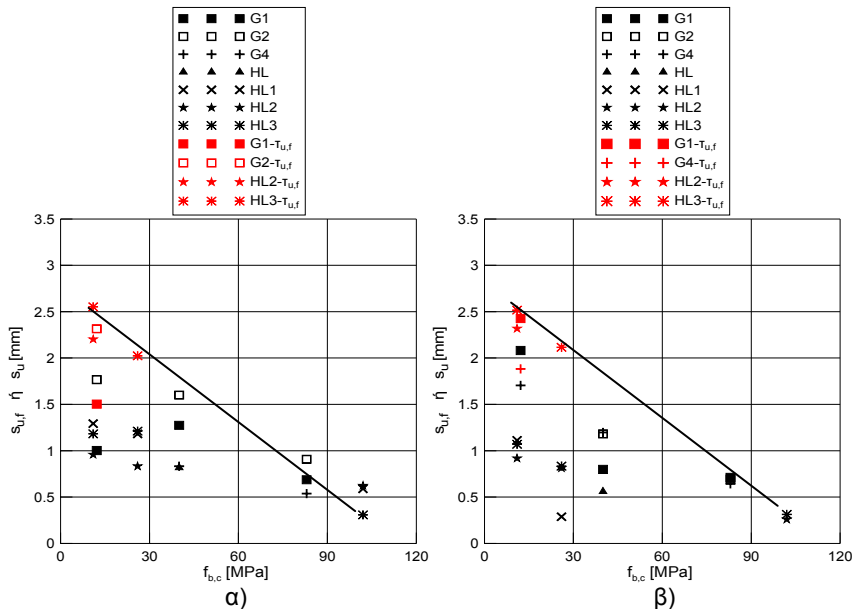 G1
G2
G4
HL
HL1
HL2
HL3
G1-τu,f
G2-τu,f
HL2-τu,f
HL3-τu,f
3.5
3
2.5
2
1.5
1
0.5
0
su,f ή su [mm]
0 30 60 90 120
fb,c [MPa]
α)
G1
G2
G4
HL
HL1
HL2
HL3
G1-τu,f
G4-τu,f
HL2-τu,f
HL3-τu,f
3.5
3
2.5
2
1.5
1
0.5
0
su,f ή su [mm]
0 30 60 90 120
fb,c [MPa]
β)